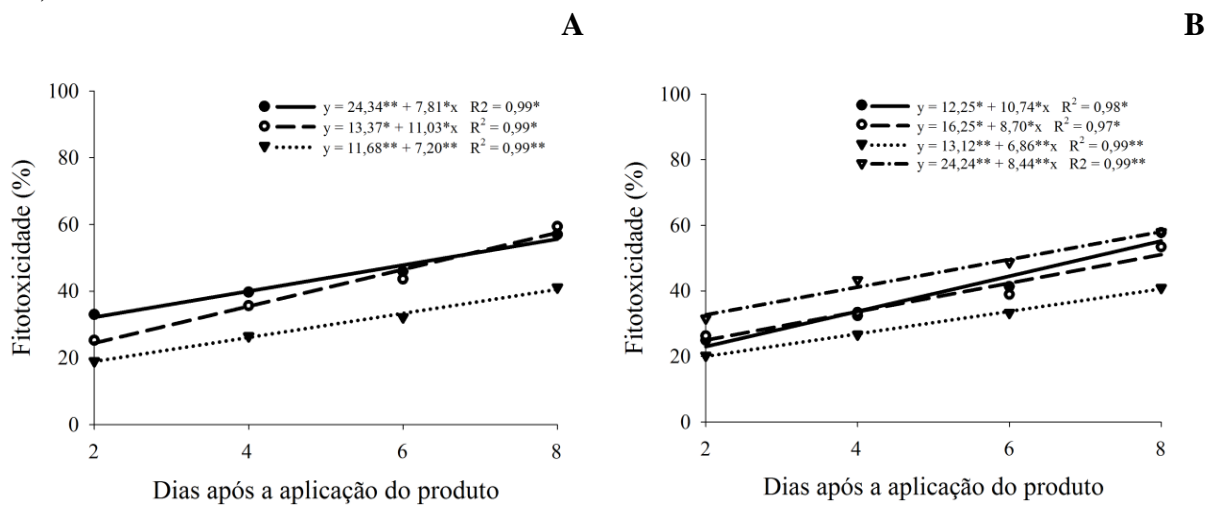 A
B
100
80
60
40
20
0
Fitotoxicidade (%)
y = 24,34** + 7,81*x R2 = 0,99*
y = 13,37* + 11,03*x R² = 0,99*
y = 11,68** + 7,20** R² = 0,99**
2 4 6 8
Dias após a aplicação do produto
100
80
60
40
20
0
Fitotoxicidade (%)
y = 12,25* + 10,74*x R² = 0,98*
y = 16,25* + 8,70*x R² = 0,97*
y = 13,12** + 6,86**x R² = 0,99**
y = 24,24** + 8,44**x R2 = 0,99**
2 4 6 8
Dias após a aplicação do produto